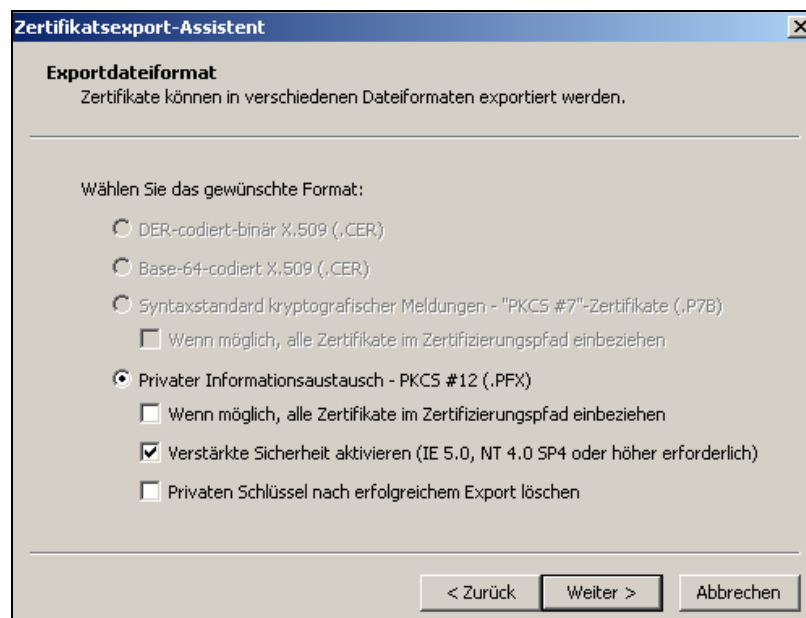 Zertifikatsexport-Assistent
Exportdateiformat
Zertifikate können in verschiedenen Dateiformaten exportiert werden.
Wählen Sie das gewünschte Format:
DER-codiert-binär X.509 (.CER)
Base-64-codiert X.509 (.CER)
Syntaxstandard kryptografischer Meldungen - "PKCS #7"-Zertifikate (.P7B)
Wenn möglich, alle Zertifikate im Zertifizierungspfad einbeziehen
Privater Informationsaustausch - PKCS #12 (.PFX)
Wenn möglich, alle Zertifikate im Zertifizierungspfad einbeziehen
Verstärkte Sicherheit aktivieren (IE 5.0, NT 4.0 SP4 oder höher erforderlich)
Privaten Schlüssel nach erfolgreichem Export löschen
< Zurück Weiter > Abbrechen